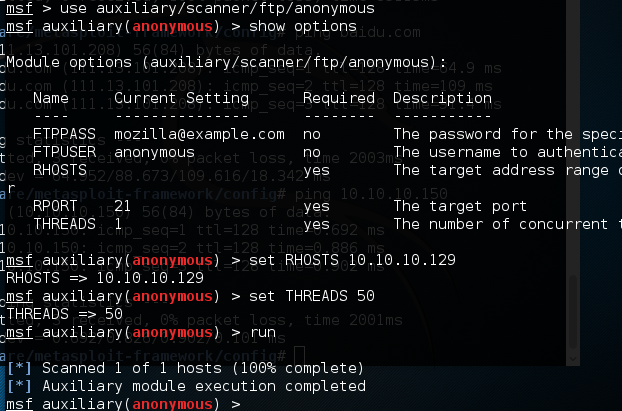 msf > use auxiliary/scanner/ftp/anonymous
msf auxiliary(anonymous) > show options
Module options (auxiliary/scanner/ftp/anonymous):
Name Current Setting Required Description
---- --------------- -------- -----------
FTPPASS mozilla@example.com no The password for the speci
FTPUSER anonymous no The username to authentica
RHOSTS yes The target address range o
r
RPORT 21 yes The target port
THREADS 1 yes The number of concurrent t
msf auxiliary(anonymous) > set RHOSTS 10.10.10.129
RHOSTS => 10.10.10.129
msf auxiliary(anonymous) > set THREADS 50
THREADS => 50
msf auxiliary(anonymous) > run
[*] Scanned 1 of 1 hosts (100% complete)
[*] Auxiliary module execution completed
msf auxiliary(anonymous) >